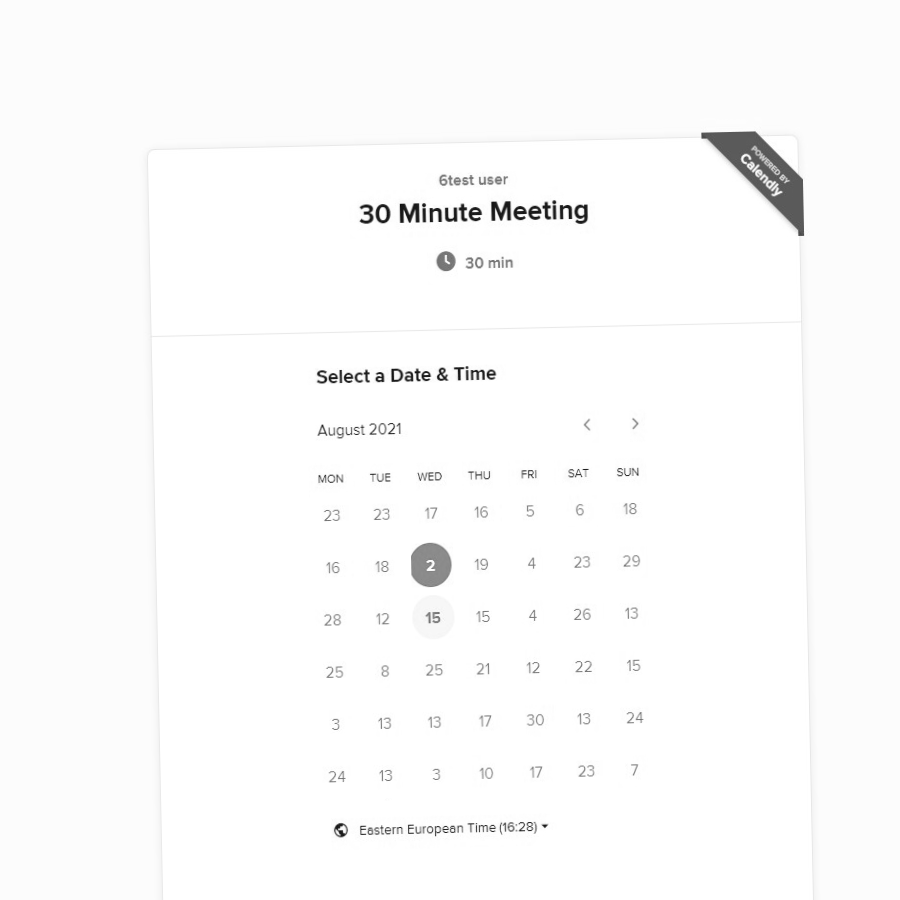 POWERED BY
Calendly
6test user
30 Minute Meeting
30 min
Select a Date & Time
August 2021
MON TUE WED THU FRI SAT SUN
23 23 17 16 5 6 18
16 18 2 19 4 23 29
28 12 15 15 4 26 13
25 8 25 21 12 22 15
3 13 13 17 30 13 24
24 13 3 10 17 23 7
Eastern European Time (16:28)